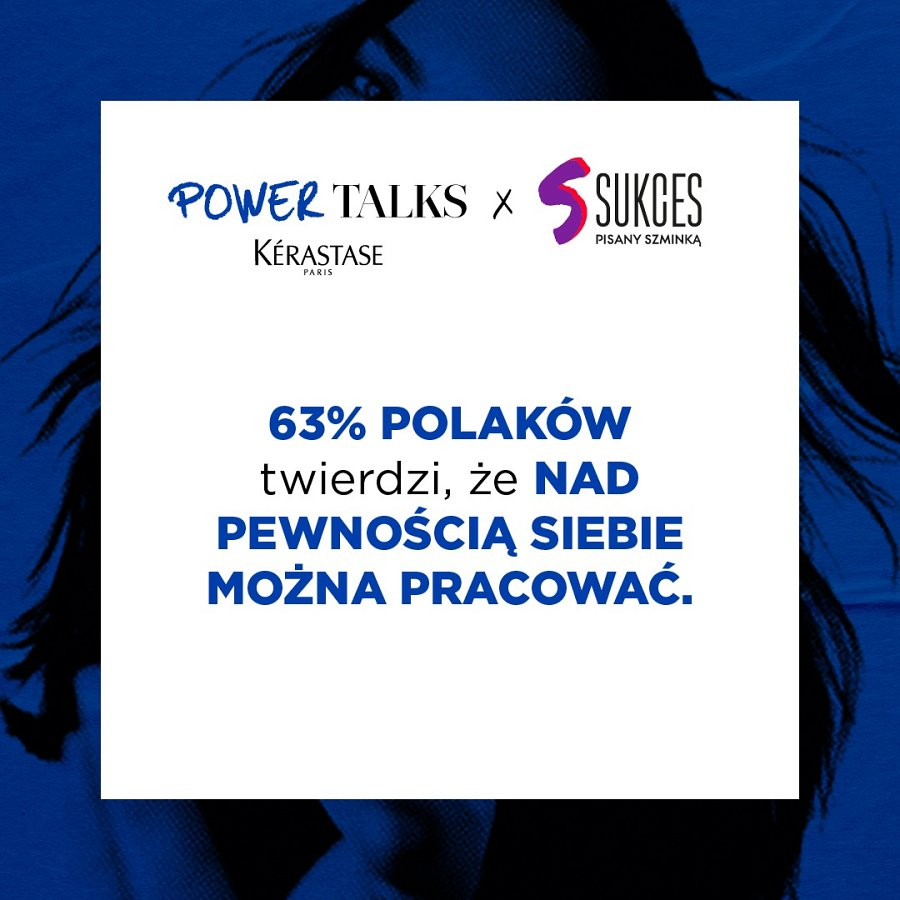 POWER TALKS x SUKCES
PISANY SZMINKĄ
KÉRASTASE
PARIS
63% POLAKÓW
twierdzi, że NAD
PEWNOŚCIĄ SIEBIE
MOŻNA PRACOWAĆ.